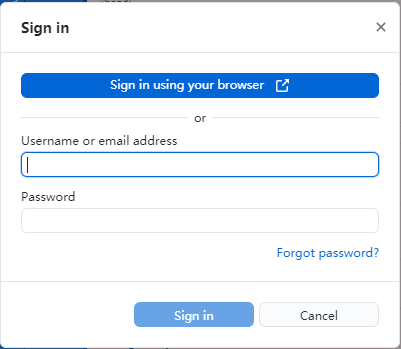 Sign in
Sign in using your browser
or
Username or email address
Password
Forgot password?
Sign in
Cancel